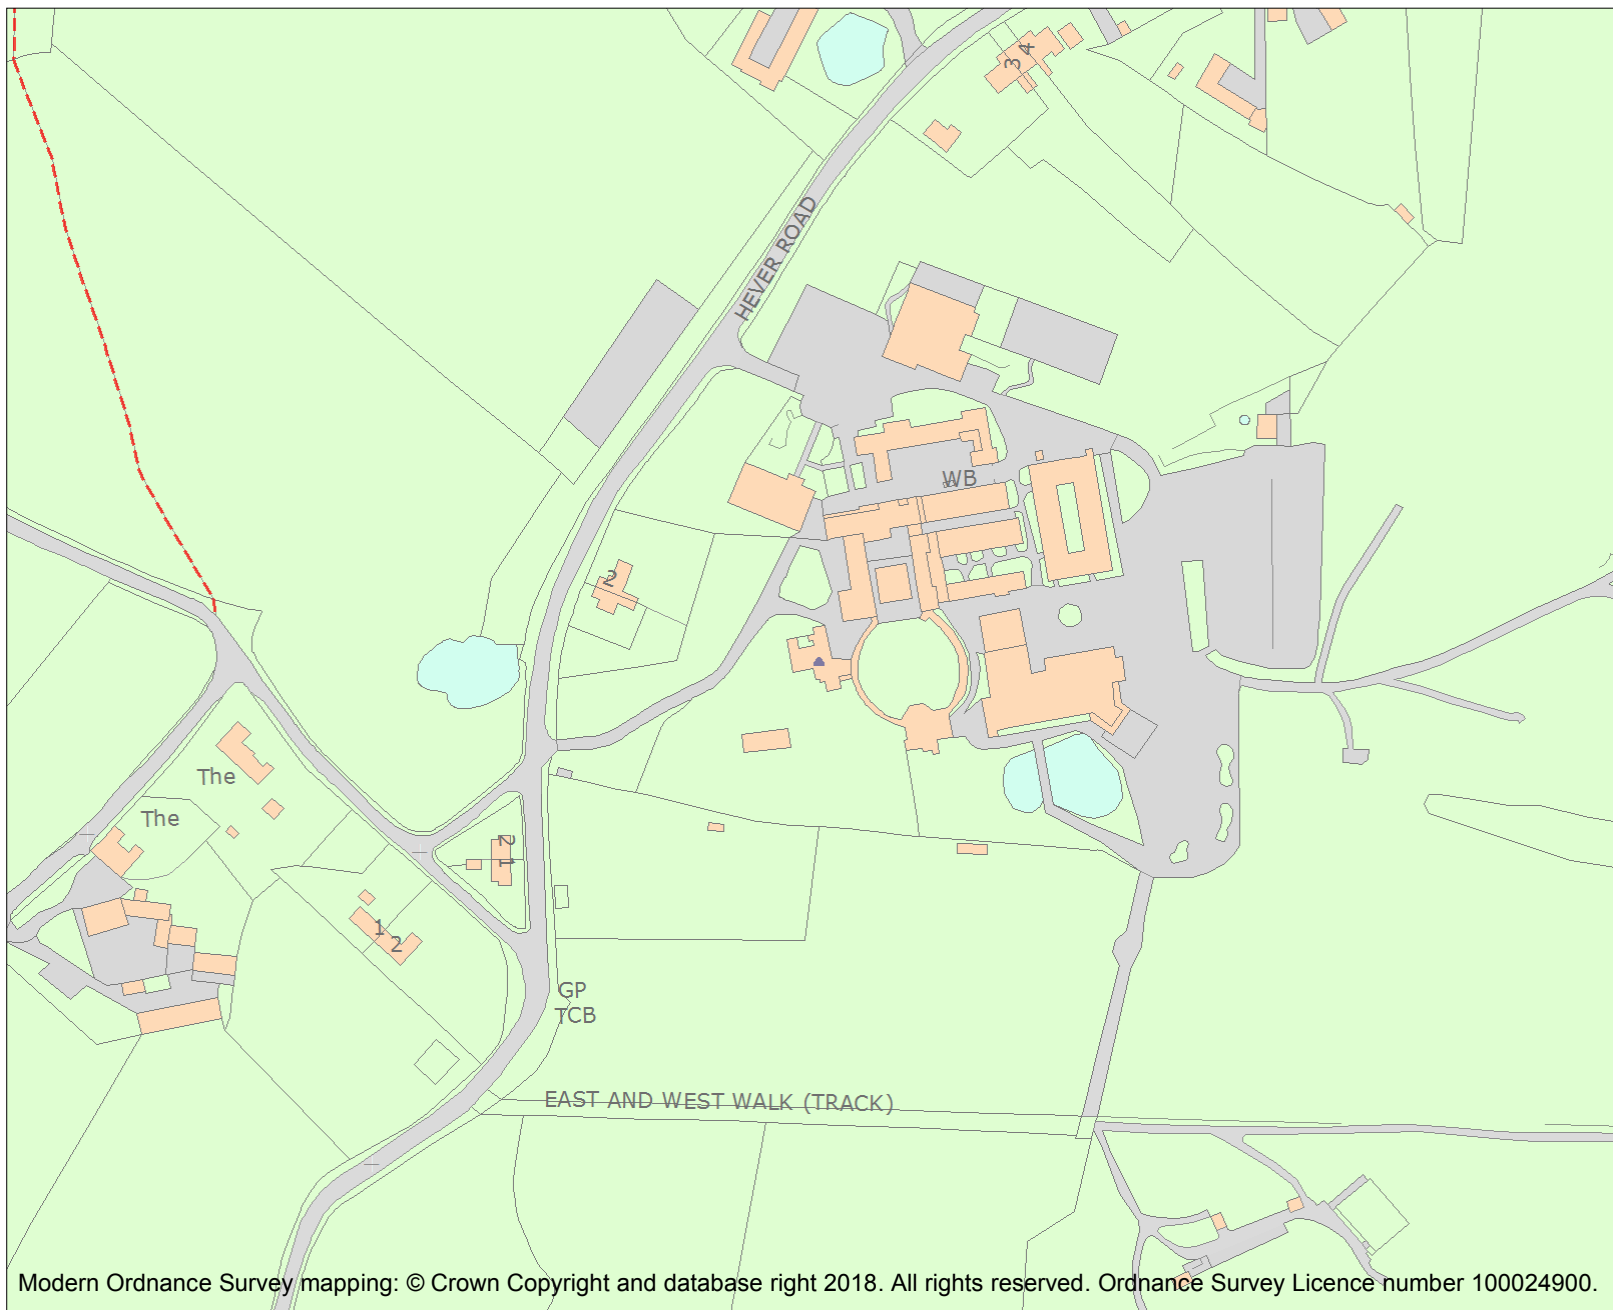 3 4
HEVER ROAD
WB
2
The
The
2
1
1
2
GP
TCB
EAST AND WEST WALK (TRACK)
Modern Ordnance Survey mapping: © Crown Copyright and database right 2018. All rights reserved. Ordnance Survey Licence number 100024900.